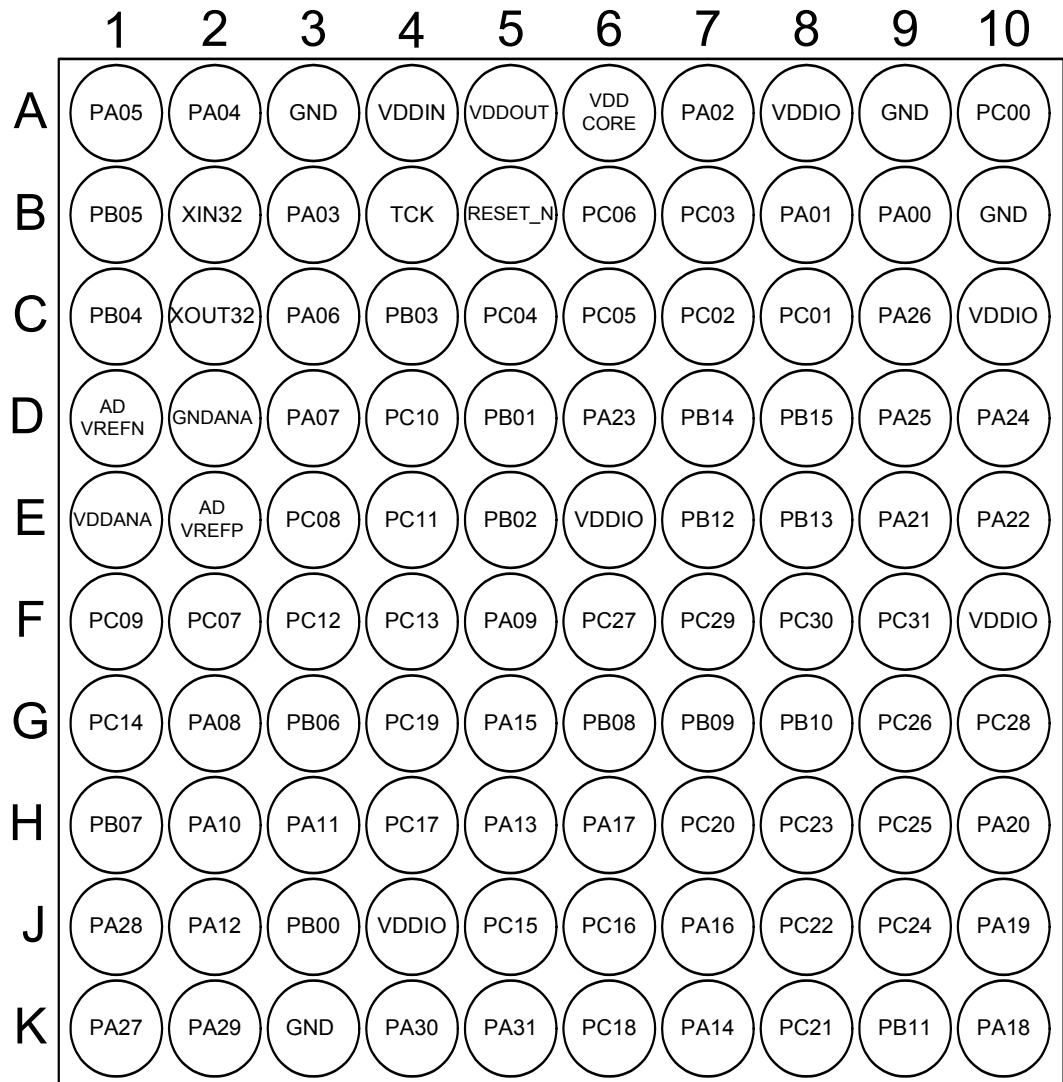 1 2 3 4 5 6 7 8 9 10
A PA05 PA04 GND VDDIN VDDOUT VDD CORE PA02 VDDIO GND PC00
B PB05 XIN32 PA03 TCK RESET_N PC06 PC03 PA01 PA00 GND
C PB04 XOUT32 PA06 PB03 PC04 PC05 PC02 PC01 PA26 VDDIO
D AD VREFN GNDANA PA07 PC10 PB01 PA23 PB14 PB15 PA25 PA24
E VDDANA AD VREFP PC08 PC11 PB02 VDDIO PB12 PB13 PA21 PA22
F PC09 PC07 PC12 PC13 PA09 PC27 PC29 PC30 PC31 VDDIO
G PC14 PA08 PB06 PC19 PA15 PB08 PB09 PB10 PC26 PC28
H PB07 PA10 PA11 PC17 PA13 PA17 PC20 PC23 PC25 PA20
J PA28 PA12 PB00 VDDIO PC15 PC16 PA16 PC22 PC24 PA19
K PA27 PA29 GND PA30 PA31 PC18 PA14 PC21 PB11 PA18